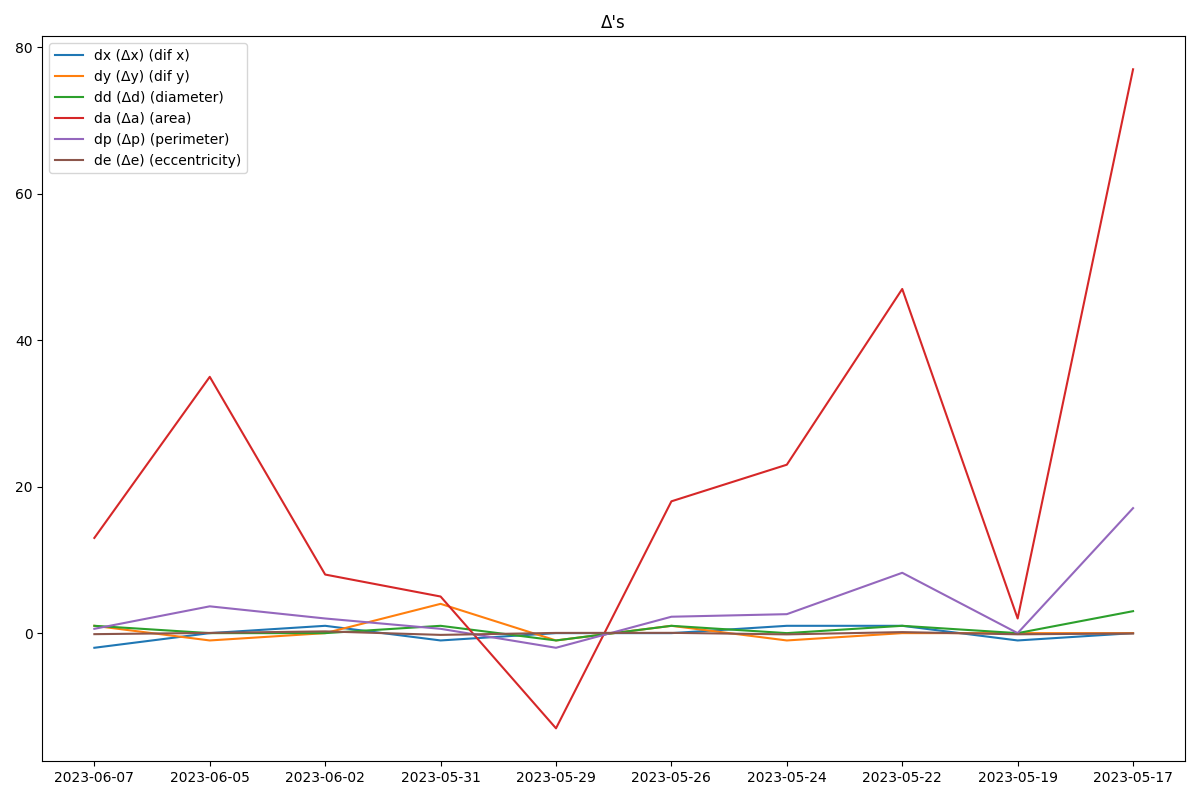 Δ's
dx (Δx) (dif x)
dy (Δy) (dif y)
dd (Δd) (diameter)
da (Δa) (area)
dp (Δp) (perimeter)
de (Δe) (eccentricity)
80
60
40
20
0
2023-06-07 2023-06-05 2023-06-02 2023-05-31 2023-05-29 2023-05-26 2023-05-24 2023-05-22 2023-05-19 2023-05-17